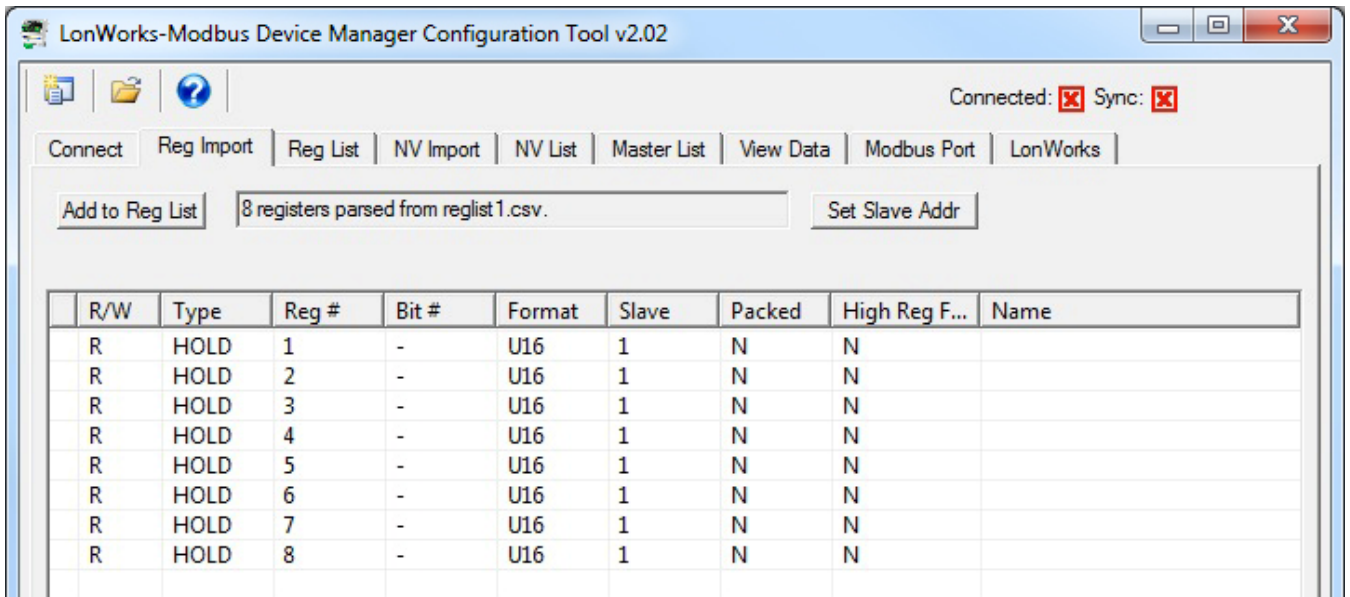 LonWorks-Modbus Device Manager Configuration Tool v2.02
Connected: Sync:
Connect Reg Import Reg List NV Import NV List Master List View Data Modbus Port LonWorks
Add to Reg List 8 registers parsed from reglist1.csv. Set Slave Addr
R/W Type Reg # Bit # Format Slave Packed High Reg F... Name
R HOLD 1 - U16 1 N N
R HOLD 2 - U16 1 N N
R HOLD 3 - U16 1 N N
R HOLD 4 - U16 1 N N
R HOLD 5 - U16 1 N N
R HOLD 6 - U16 1 N N
R HOLD 7 - U16 1 N N
R HOLD 8 - U16 1 N N